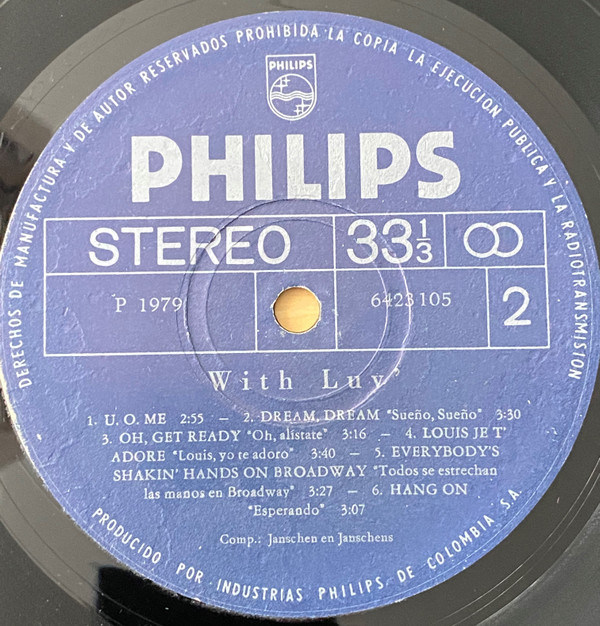 DERECHOS DE MANUFACTURA Y DE AUTOR RESERVADOS PROHIBIDA LA COPIA LA EJECUCION PUBLICA Y LA RADIOTRANSMISION
PHILIPS
PHILIPS
STEREO 33 1/3
P 1979 6423105 2
With Luv'
1. U. O. ME 2:55 — 2. DREAM, DREAM "Sueño, Sueño" 3:30
3. OH, GET READY "Oh, alistate" 3:16 — 4. LOUIS JE T'
ADORE "Louis, yo te adoro" 3:40 — 5. EVERYBODY'S
SHAKIN' HANDS ON BROADWAY "Todos se estrechan
las manos en Broadway" 3:27 — 6. HANG ON
"Esperando" 3:07
Comp.: Janschen en Janschens
PRODUCIDO POR INDUSTRIAS PHILIPS DE COLOMBIA S.A.